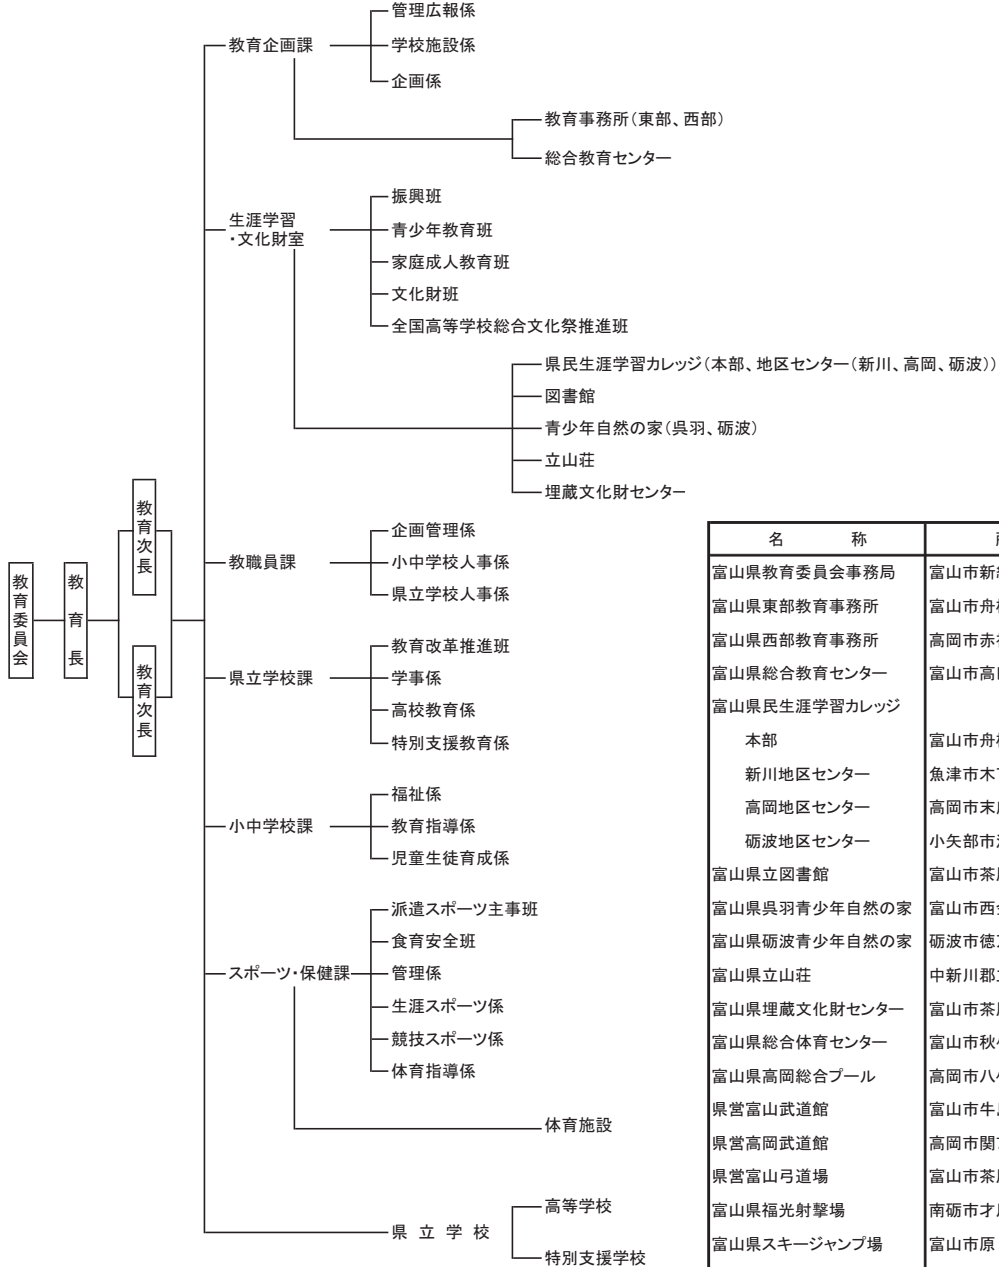 管理広報係
教育企画課
学校施設係
企画係
教育事務所(東部、西部)
総合教育センター
振興班
生涯学習
・文化財室
青少年教育班
家庭成人教育班
文化財班
全国高等学校総合文化祭推進班
県民生涯学習カレッジ(本部、地区センター(新川、高岡、砺波))
図書館
青少年自然の家(呉羽、砺波)
立山荘
埋蔵文化財センター
教育委員会
教育長
教育次長
教育次長
企画管理係
教職員課
小中学校人事係
県立学校人事係
教育改革推進班
県立学校課
学事係
高校教育係
特別支援教育係
福祉係
小中学校課
教育指導係
児童生徒育成係
派遣スポーツ主事班
食育安全班
スポーツ・保健課
管理係
生涯スポーツ係
競技スポーツ係
体育指導係
体育施設
県立学校
高等学校
特別支援学校
名 称
富山県教育委員会事務局 富山市新
富山県東部教育事務所 富山市舟
富山県西部教育事務所 高岡市赤
富山県総合教育センター 富山市高
富山県民生涯学習カレッジ
本部 富山市舟
新川地区センター 魚津市木
高岡地区センター 高岡市末
砺波地区センター 小矢部市
富山県立図書館 富山市茶
富山県呉羽青少年自然の家 富山市西
富山県砺波青少年自然の家 砺波市徳
富山県立山荘 中新川郡
富山県埋蔵文化財センター 富山市茶
富山県総合体育センター 富山市秋
富山県高岡総合プール 高岡市八
県営富山武道館 富山市牛
県営高岡武道館 高岡市関
県営富山弓道場 富山市茶
富山県福光射撃場 南砺市才
富山県スキージャンプ場 富山市原